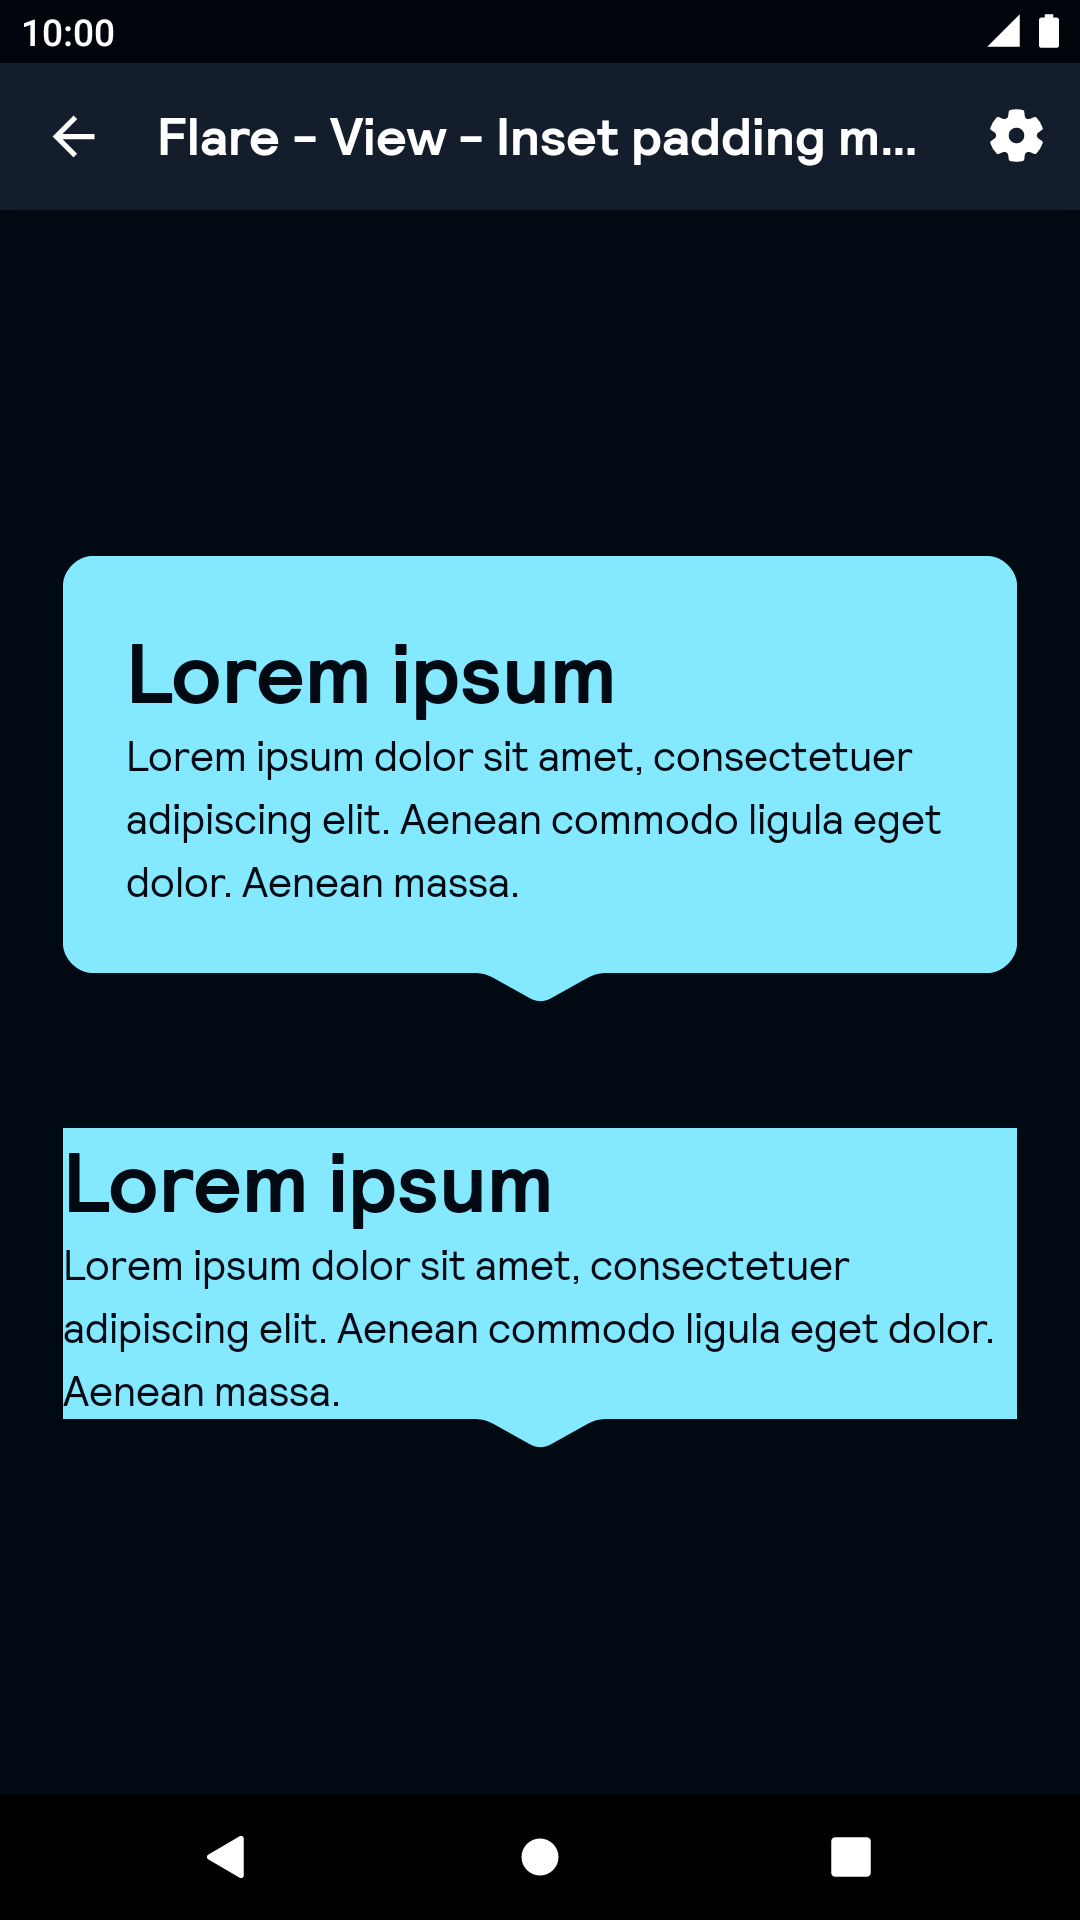 10:00
Flare - View - Inset padding m...
Lorem ipsum
Lorem ipsum dolor sit amet, consectetuer
adipiscing elit. Aenean commodo ligula eget
dolor. Aenean massa.
Lorem ipsum
Lorem ipsum dolor sit amet, consectetuer
adipiscing elit. Aenean commodo ligula eget dolor.
Aenean massa.